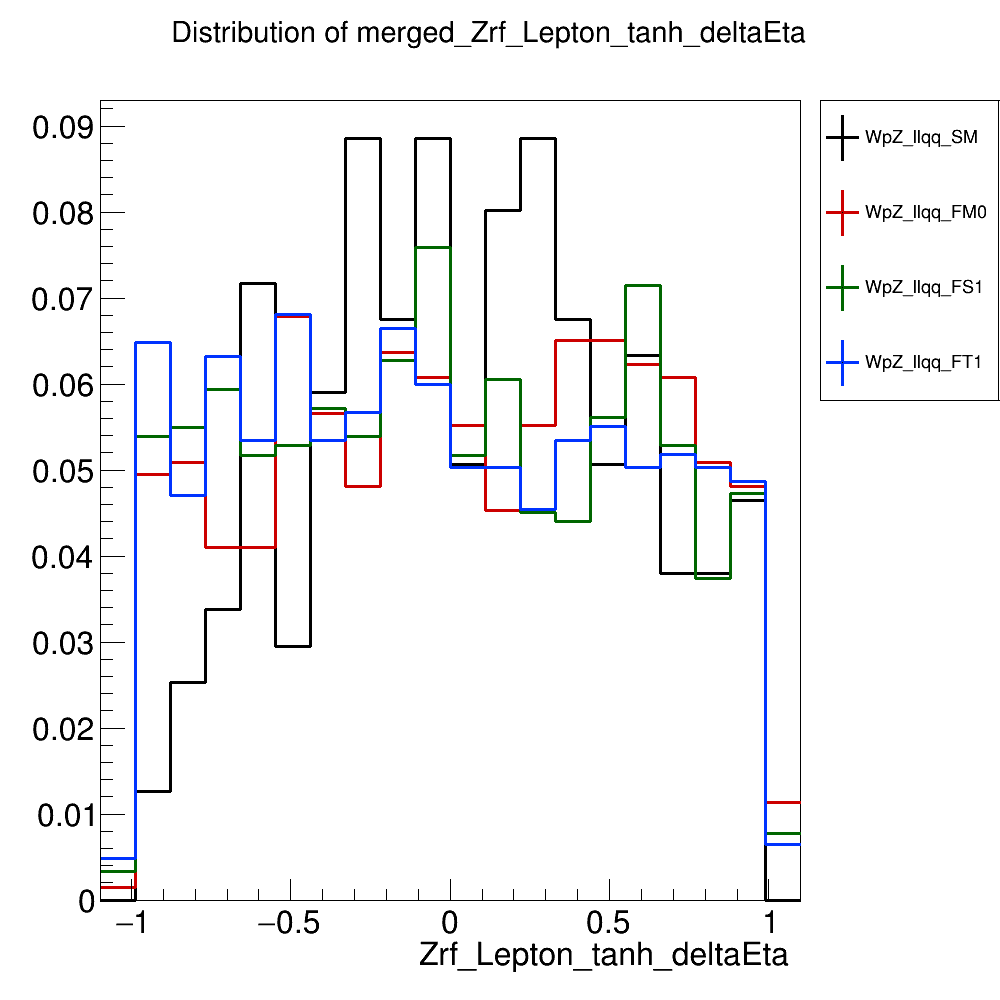 Distribution of merged_Zrf_Lepton_tanh_deltaEta
0.09
0.08
0.07
0.06
0.05
0.04
0.03
0.02
0.01
0
−1
−0.5
0
0.5
1
Zrf_Lepton_tanh_deltaEta
WpZ_llqq_SM
WpZ_llqq_FM0
WpZ_llqq_FS1
WpZ_llqq_FT1